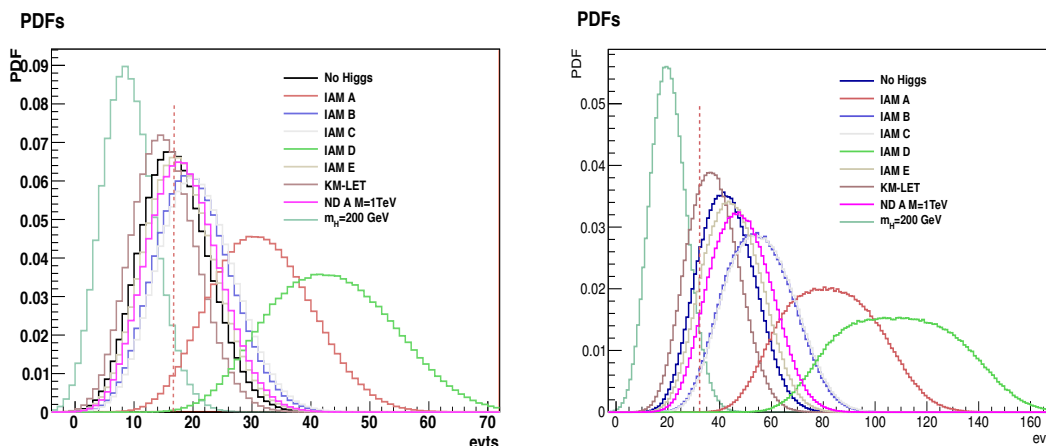 PDFs
PDF
0.09
0.08
0.07
0.06
0.05
0.04
0.03
0.02
0.01
0
0 10 20 30 40 50 60 70
evts
No Higgs
IAM A
IAM B
IAM C
IAM D
IAM E
KM-LET
ND A M=1TeV
m_H=200 GeV
PDFs
PDF
0.05
0.04
0.03
0.02
0.01
0
0 20 40 60 80 100 120 140 16
ev
No Higgs
IAM A
IAM B
IAM C
IAM D
IAM E
KM-LET
ND A M=1TeV
m_H=200 GeV